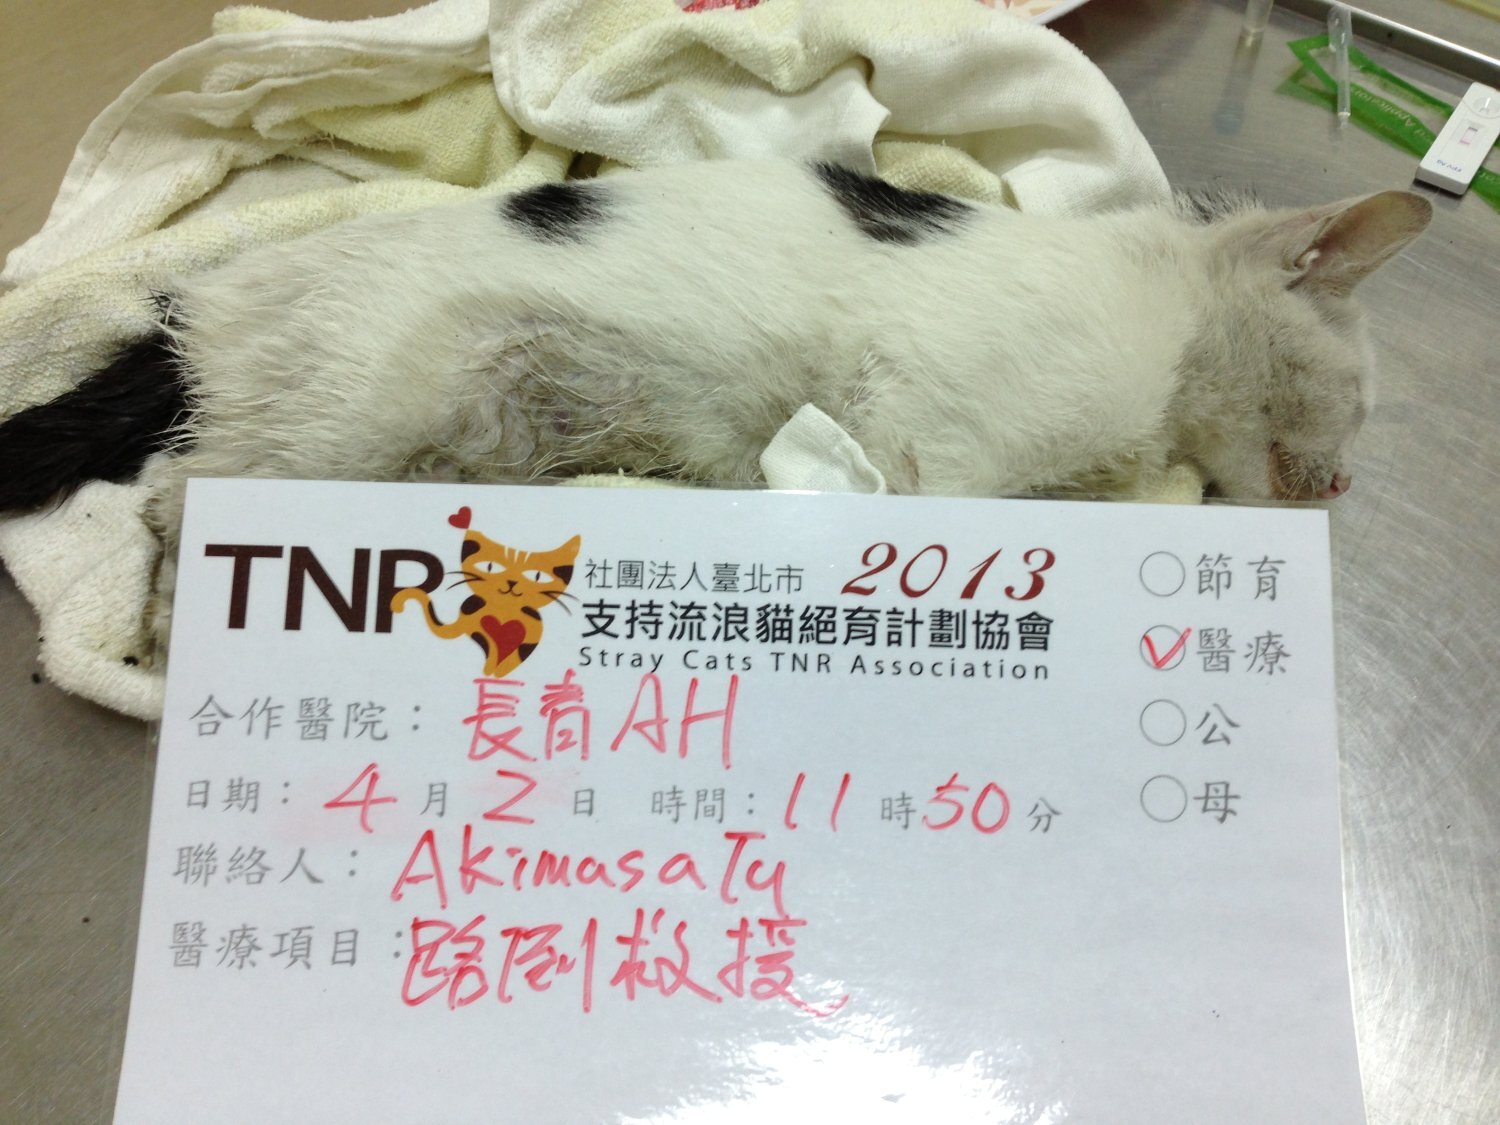 TNR 社團法人臺北市 2013
支持流浪貓絕育計劃協會
Stray Cats TNR Association
合作醫院：長青AH
日期：4月2日 時間：11時50分
聯絡人：Akimasa Ty
醫療項目：路倒救援
節育
醫療
公
母